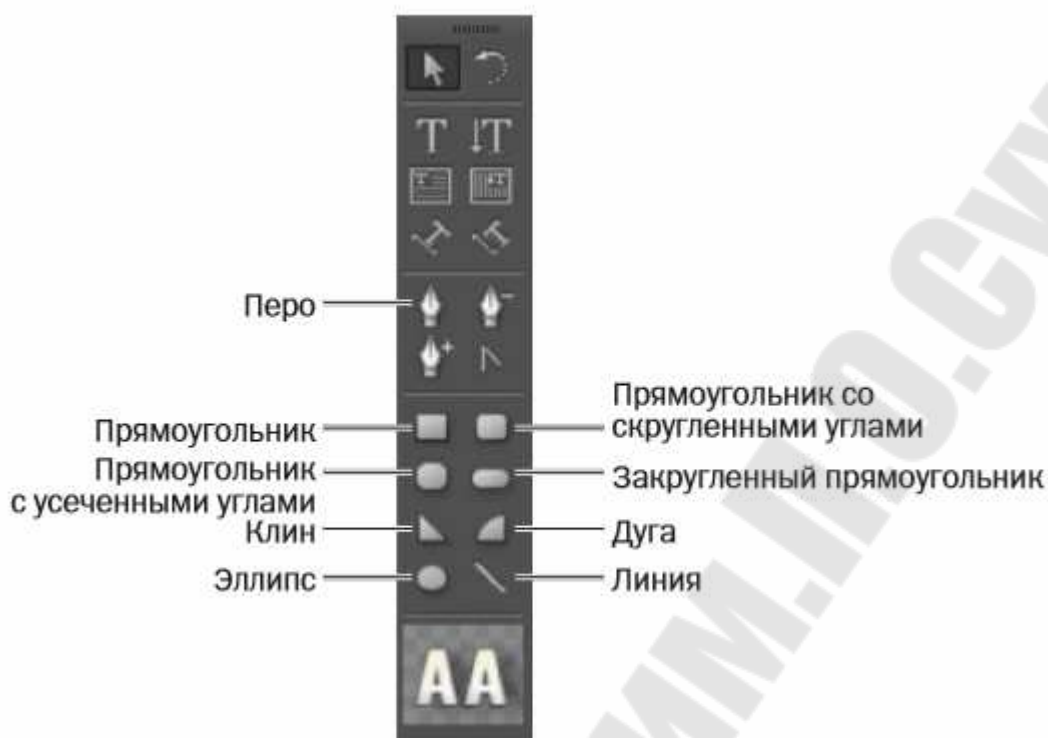 Перо
Прямоугольник
Прямоугольник со
скругленными углами
Прямоугольник
с усеченными углами
Закругленный прямоугольник
Клин
Дуга
Эллипс
Линия
T
T
T
T
T
T
AA